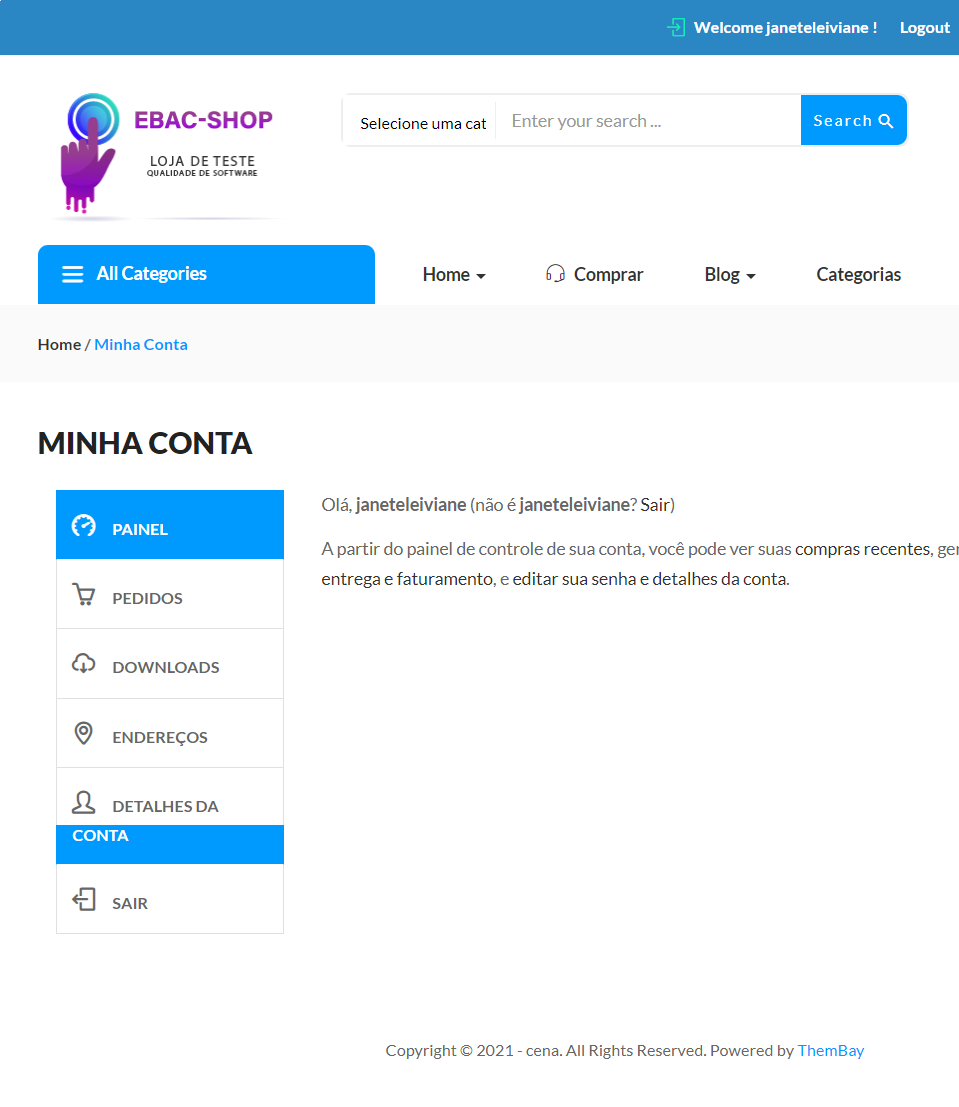 Welcome janeteleiviane ! Logout
EBAC-SHOP
LOJA DE TESTE
QUALIDADE DE SOFTWARE
Selecione uma cat Enter your search ... Search
All Categories Home Comprar Blog Categorias
Home / Minha Conta
MINHA CONTA
PAINEL
PEDIDOS
DOWNLOADS
ENDEREÇOS
DETALHES DA
CONTA
SAIR
Olá, janeteleiviane (não é janeteleiviane? Sair)
A partir do painel de controle de sua conta, você pode ver suas compras recentes, ger
entrega e faturamento, e editar sua senha e detalhes da conta.
Copyright © 2021 - cena. All Rights Reserved. Powered by ThemBay